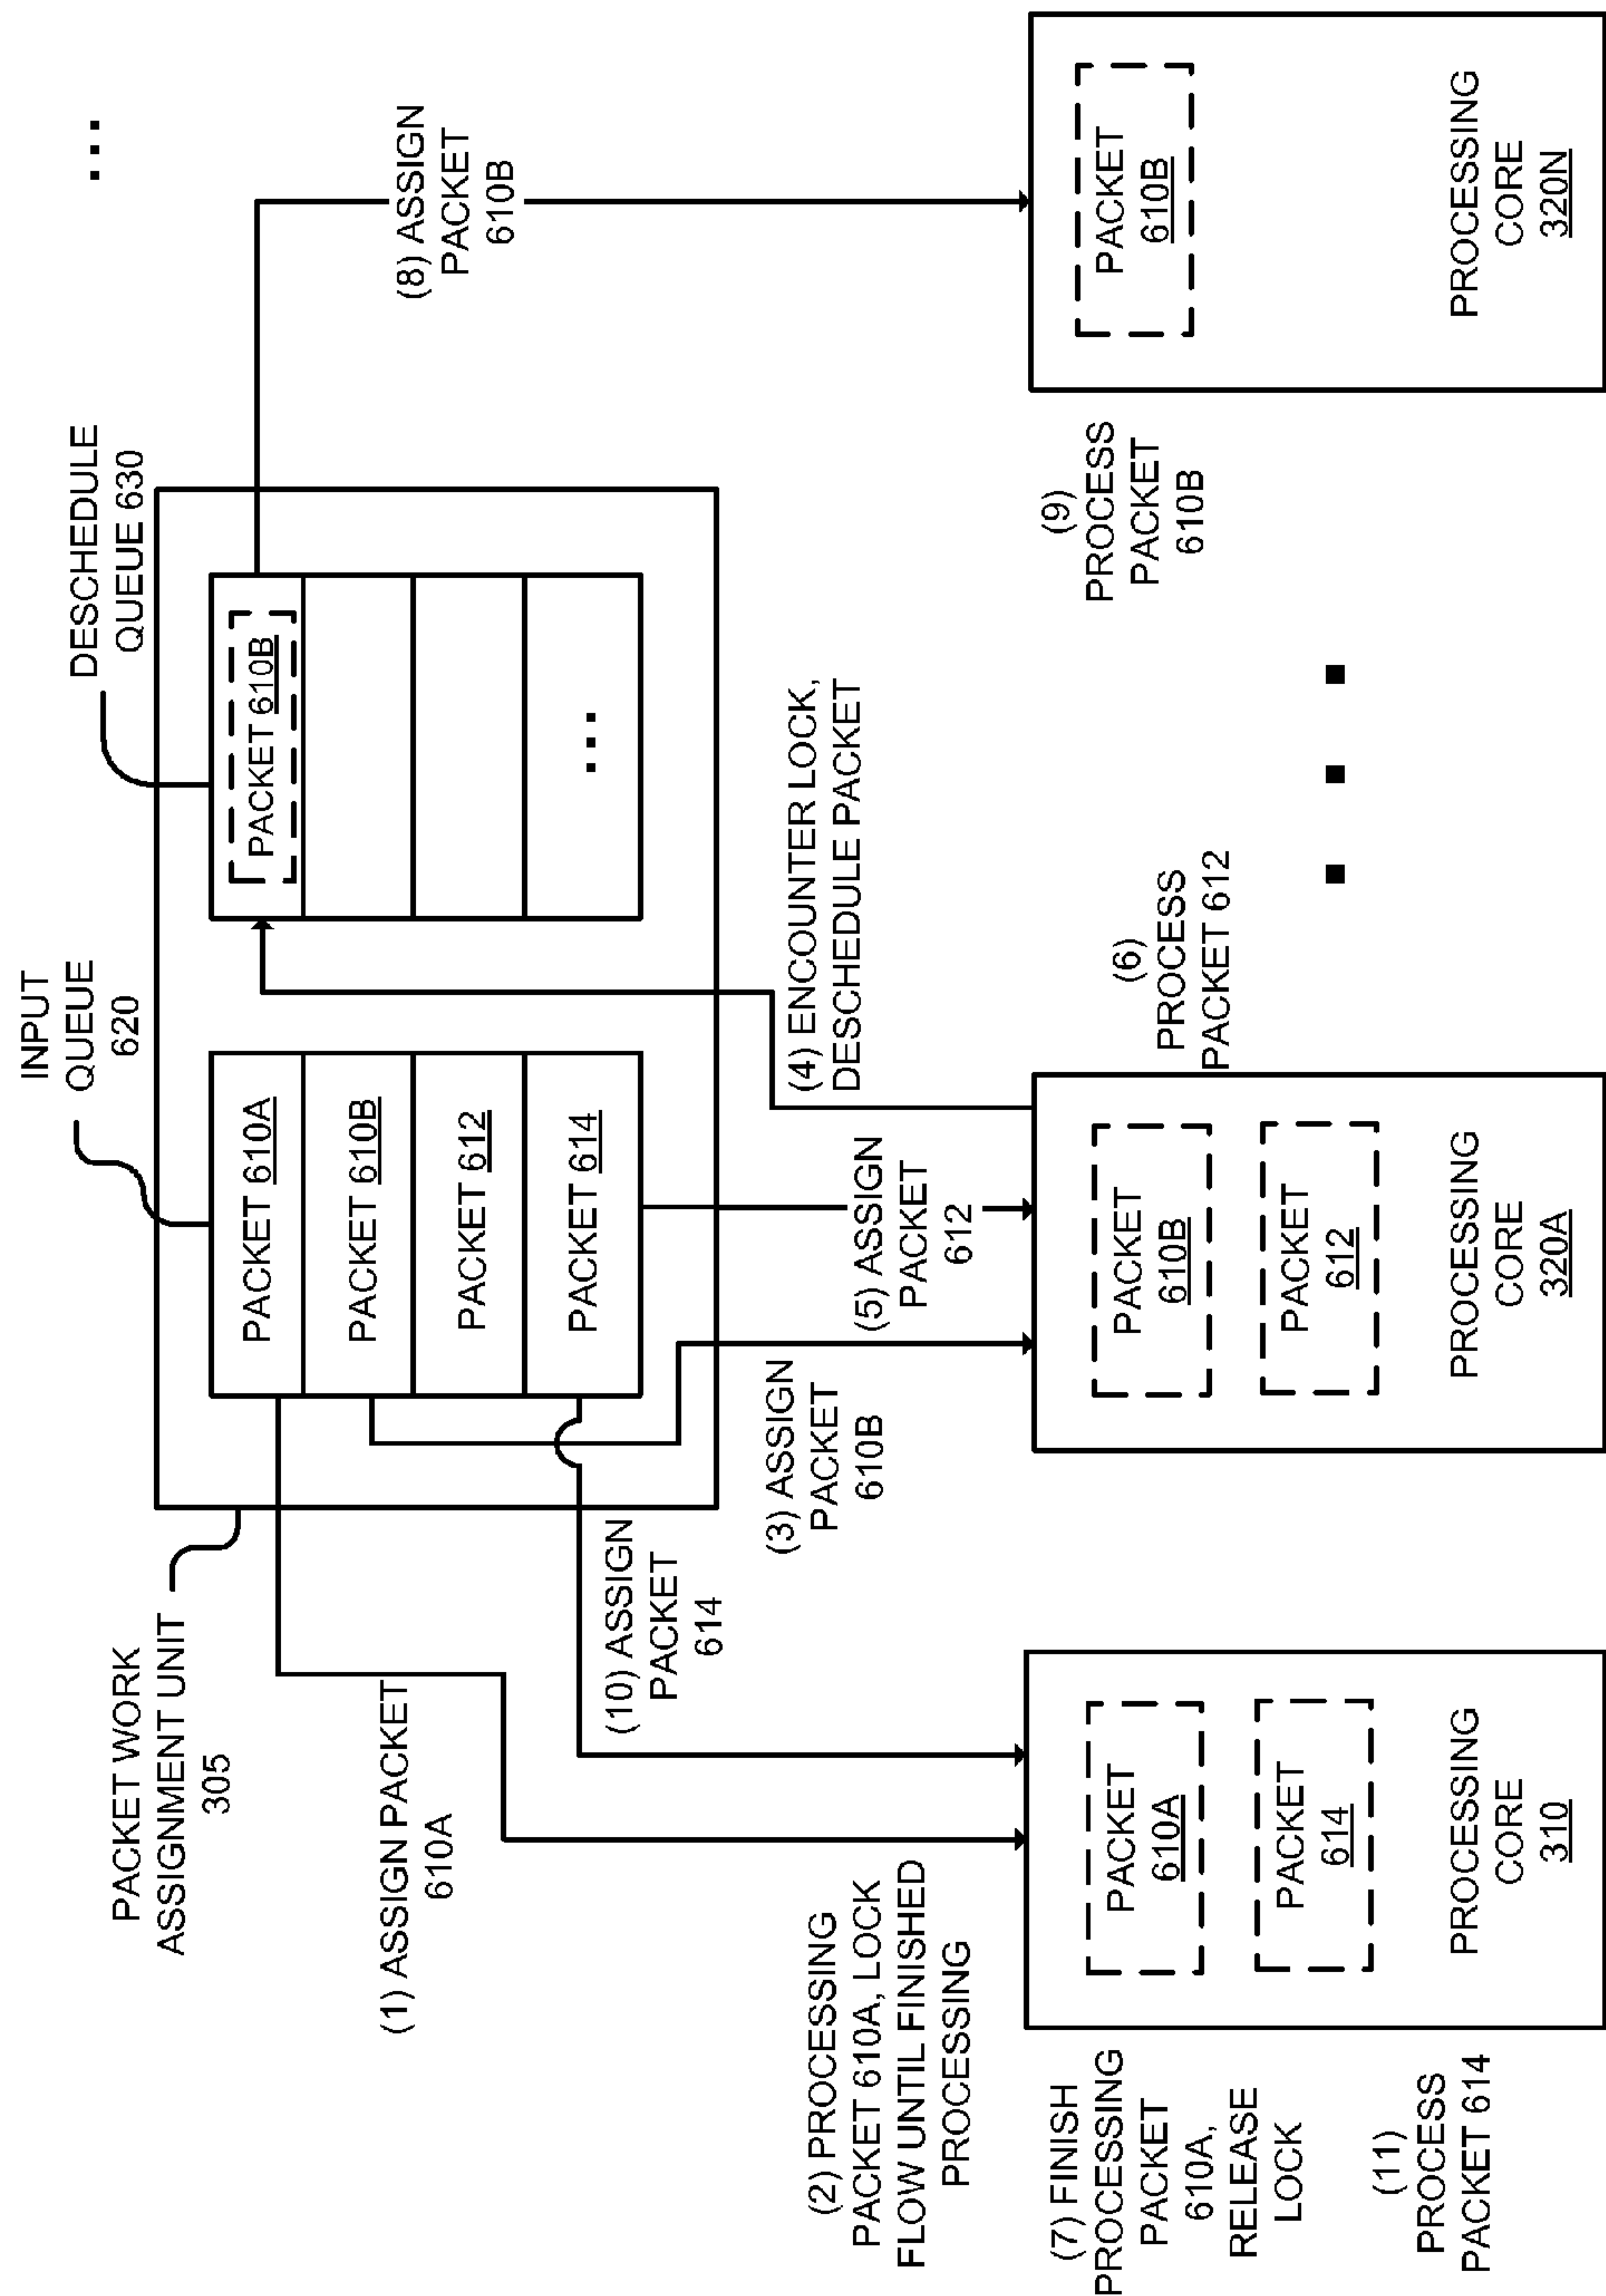 PACKET WORK
ASSIGNMENT UNIT
305
INPUT
QUEUE
620
DESCHEDULE
QUEUE 630
PACKET 610A
PACKET 610B
PACKET 612
PACKET 614
PACKET 610B
...
...
(1) ASSIGN PACKET
610A
(10) ASSIGN
PACKET
614
(3) ASSIGN
PACKET
610B
(5) ASSIGN
PACKET
612
(4) ENCOUNTER LOCK,
DESCHEDULE PACKET
(8) ASSIGN
PACKET
610B
(2) PROCESSING
PACKET 610A, LOCK
FLOW UNTIL FINISHED
PROCESSING
(7) FINISH
PROCESSING
PACKET
610A,
RELEASE
LOCK
(11)
PROCESS
PACKET 614
PACKET
610A
PACKET
614
PROCESSING
CORE
310
PACKET
610B
PACKET
612
PROCESSING
CORE
320A
(6)
PROCESS
PACKET 612
(9)
PROCESS
PACKET
610B
PACKET
610B
PROCESSING
CORE
320N